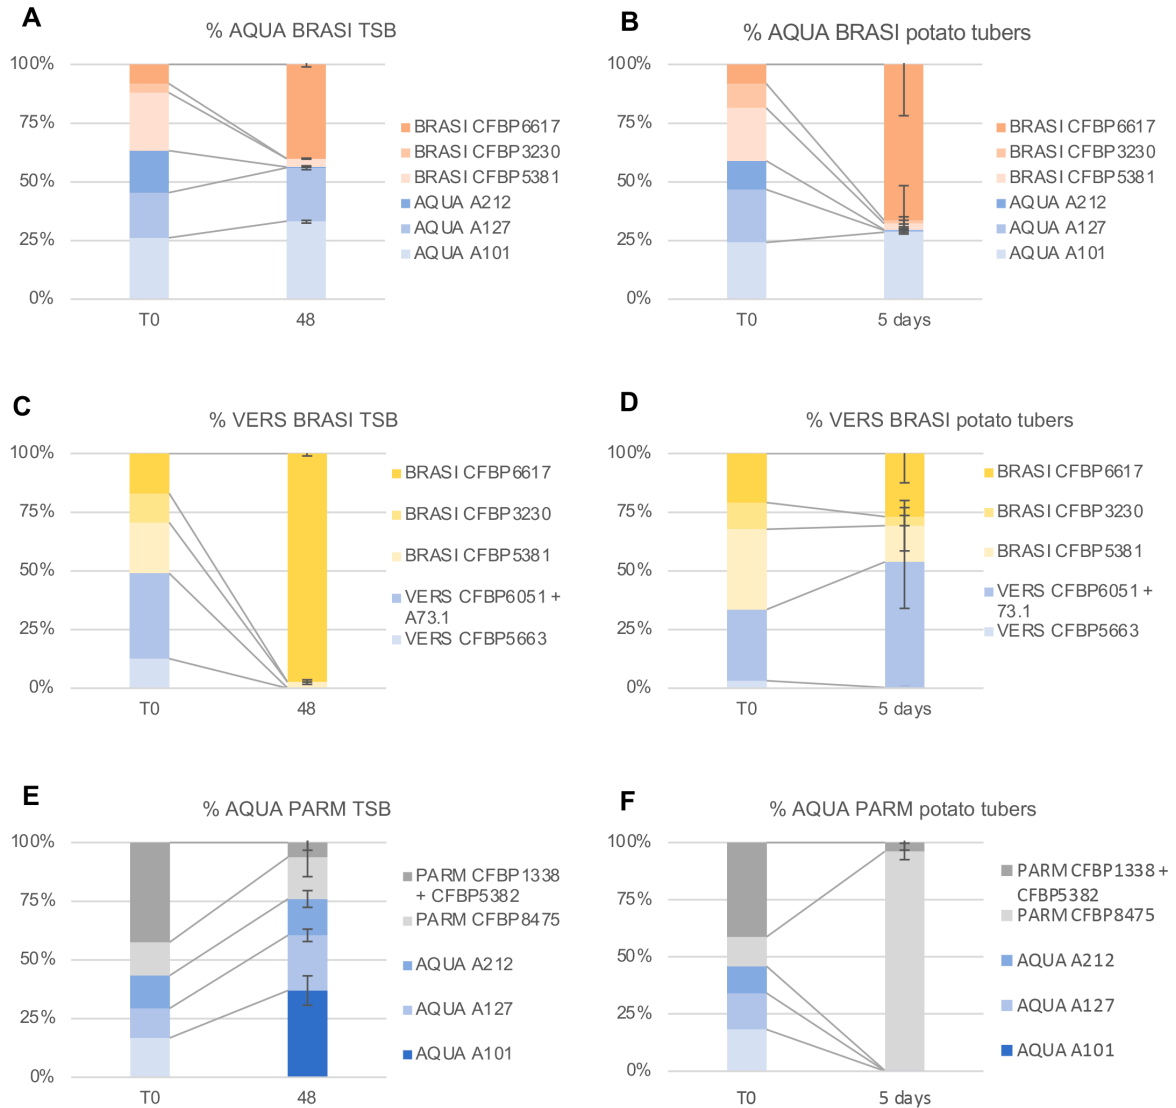 A
% AQUA BRASI TSB
100%
75%
50%
25%
0%
T0
48
BRASI CFBP6617
BRASI CFBP3230
BRASI CFBP5381
AQUA A212
AQUA A127
AQUA A101
B
% AQUA BRASI potato tubers
100%
75%
50%
25%
0%
T0
5 days
BRASI CFBP6617
BRASI CFBP3230
BRASI CFBP5381
AQUA A212
AQUA A127
AQUA A101
C
% VERS BRASI TSB
100%
75%
50%
25%
0%
T0
48
BRASI CFBP6617
BRASI CFBP3230
BRASI CFBP5381
VERS CFBP6051 +
A73.1
VERS CFBP5663
D
% VERS BRASI potato tubers
100%
75%
50%
25%
0%
T0
5 days
BRASI CFBP6617
BRASI CFBP3230
BRASI CFBP5381
VERS CFBP6051 +
73.1
VERS CFBP5663
E
% AQUA PARM TSB
100%
75%
50%
25%
0%
T0
48
PARM CFBP1338
+ CFBP5382
PARM CFBP8475
AQUA A212
AQUA A127
AQUA A101
F
% AQUA PARM potato tubers
100%
75%
50%
25%
0%
T0
5 days
PARM CFBP1338 +
CFBP5382
PARM CFBP8475
AQUA A212
AQUA A127
AQUA A101